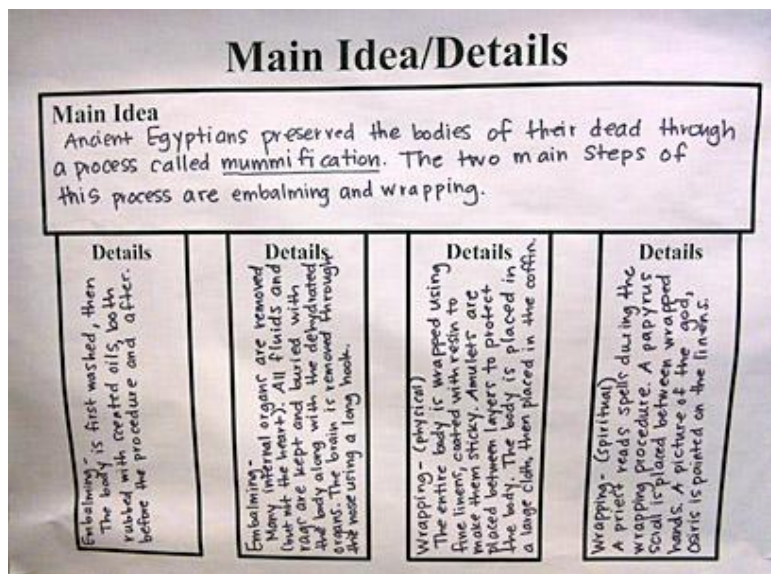 Main Idea/Details
Main Idea
Ancient Egyptians preserved the bodies of their dead through
a process called mummification. The two main steps of
this process are embalming and wrapping.
Details
Embalming-
The body is first washed, then
rubbed with scented oils, both
before the procedure and after.
Details
Embalming-
Many internal organs are removed
(but not the heart). All fluids and
rags are kept and buried with
the body along with the dehydrated
organs. The brain is removed through
the nose using a long hook.
Details
Wrapping- (physical)
The entire body is wrapped using
fine linens, coated with resin to
make them sticky. Amulets are
placed between layers to protect
the body. The body is placed in
a large cloth, then placed in the coffin.
Details
Wrapping- (spiritual)
A priest reads spells during the
wrapping procedure. A papyrus
scroll is placed between wrapped
hands. A picture of the god,
Osiris is painted on the linens.